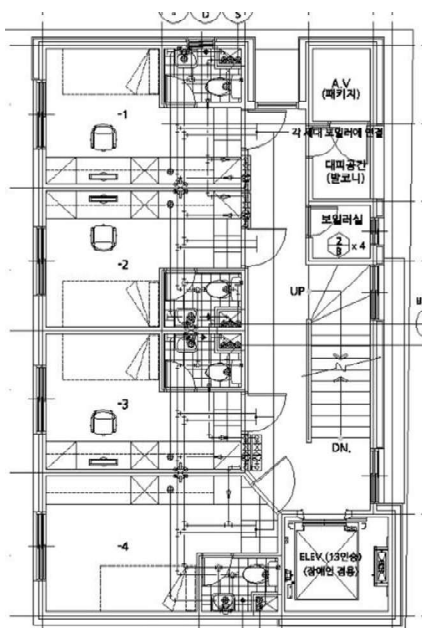 D
S
A.V
(패키지)
-1
각 세대 보일러에 연결
대피공간
(발코니)
보일러실
2
B
x 4
-2
UP
-3
DN.
-4
ELEV.(13인승)
(장애인 겸용)